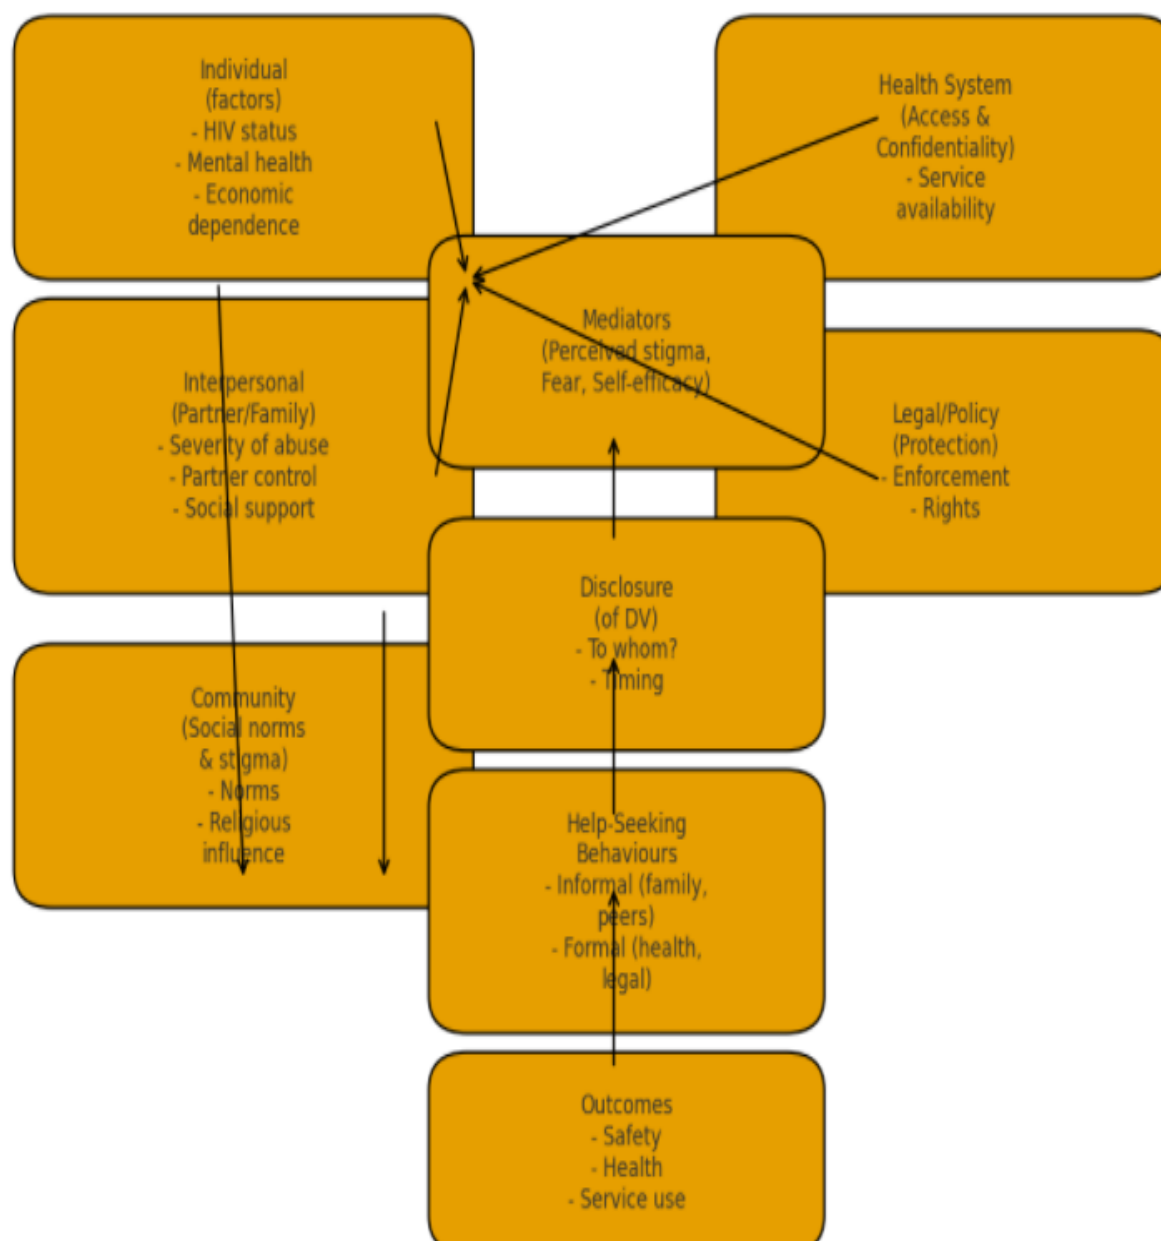 Individual
(factors)
- HIV status
- Mental health
- Economic
dependence
Health System
(Access &
Confidentiality)
- Service
availability
Mediators
(Perceived stigma,
Fear, Self-efficacy)
Interpersonal
(Partner/Family)
- Severity of abuse
- Partner control
- Social support
Legal/Policy
(Protection)
- Enforcement
- Rights
Disclosure
(of DV)
- To whom?
- Timing
Community
(Social norms
& stigma)
- Norms
- Religious
influence
Help-Seeking
Behaviours
- Informal (family,
peers)
- Formal (health,
legal)
Outcomes
- Safety
- Health
- Service use